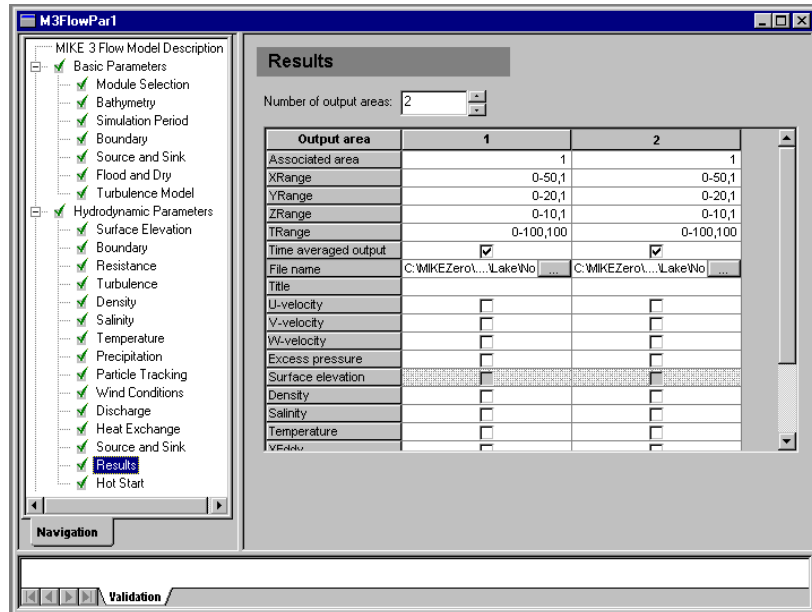 M3FlowPar1
MIKE 3 Flow Model Description
Basic Parameters
Module Selection
Bathymetry
Simulation Period
Boundary
Source and Sink
Flood and Dry
Turbulence Model
Hydrodynamic Parameters
Surface Elevation
Boundary
Resistance
Turbulence
Density
Salinity
Temperature
Precipitation
Particle Tracking
Wind Conditions
Discharge
Heat Exchange
Source and Sink
Results
Hot Start
Navigation
Results
Number of output areas: 2
Output area 1 2
Associated area 1 1
XRange 0-50,1 0-50,1
YRange 0-20,1 0-20,1
ZRange 0-10,1 0-10,1
TRange 0-100,100 0-100,100
Time averaged output
File name C:\MIKEZero\....\Lake\No ... C:\MIKEZero\....\Lake\No ...
Title
U-velocity
V-velocity
W-velocity
Excess pressure
Surface elevation
Density
Salinity
Temperature
XEddy
Validation